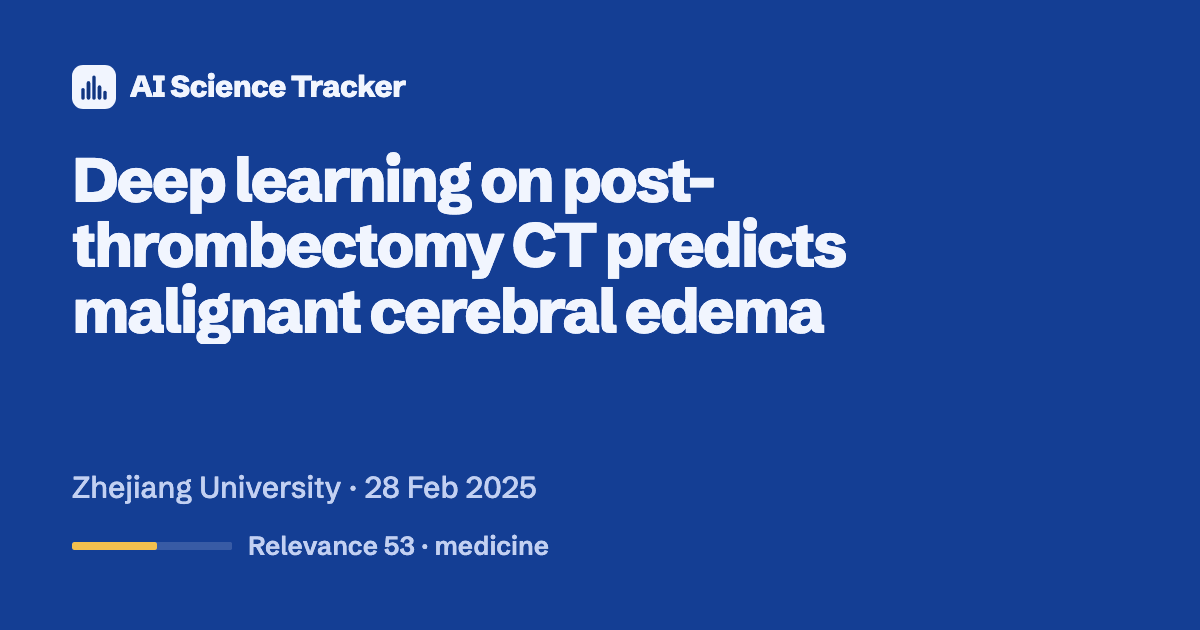 AI Science Tracker
Deep learning on post-
thrombectomy CT predicts
malignant cerebral edema
Zhejiang University · 28 Feb 2025
Relevance 53 · medicine